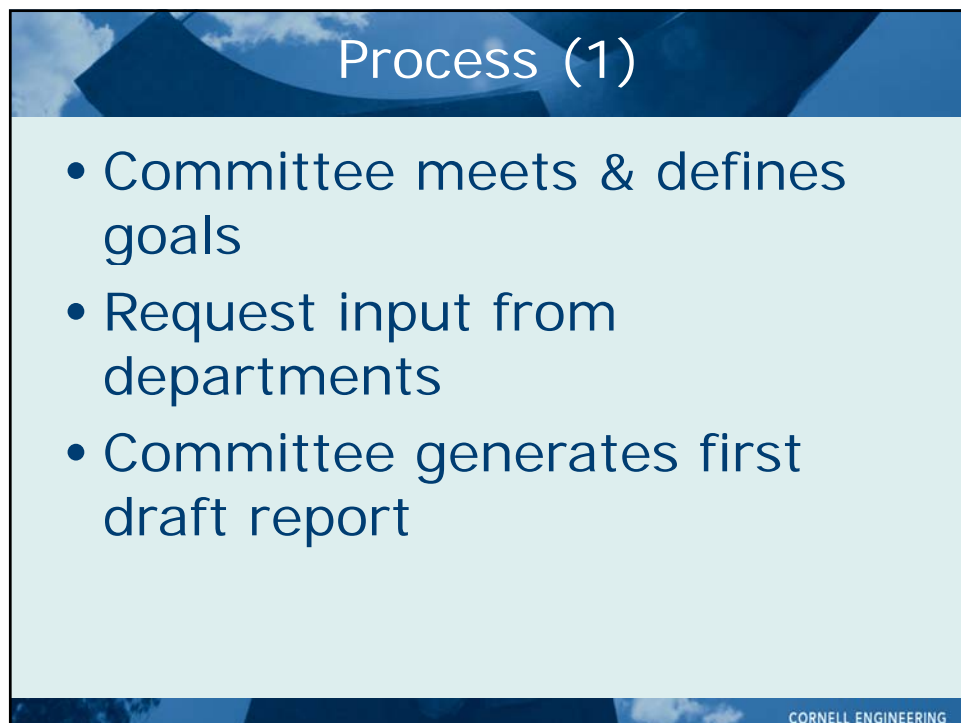 Process (1)
• Committee meets & defines
goals
• Request input from
departments
• Committee generates first
draft report
CORNELL ENGINEERING